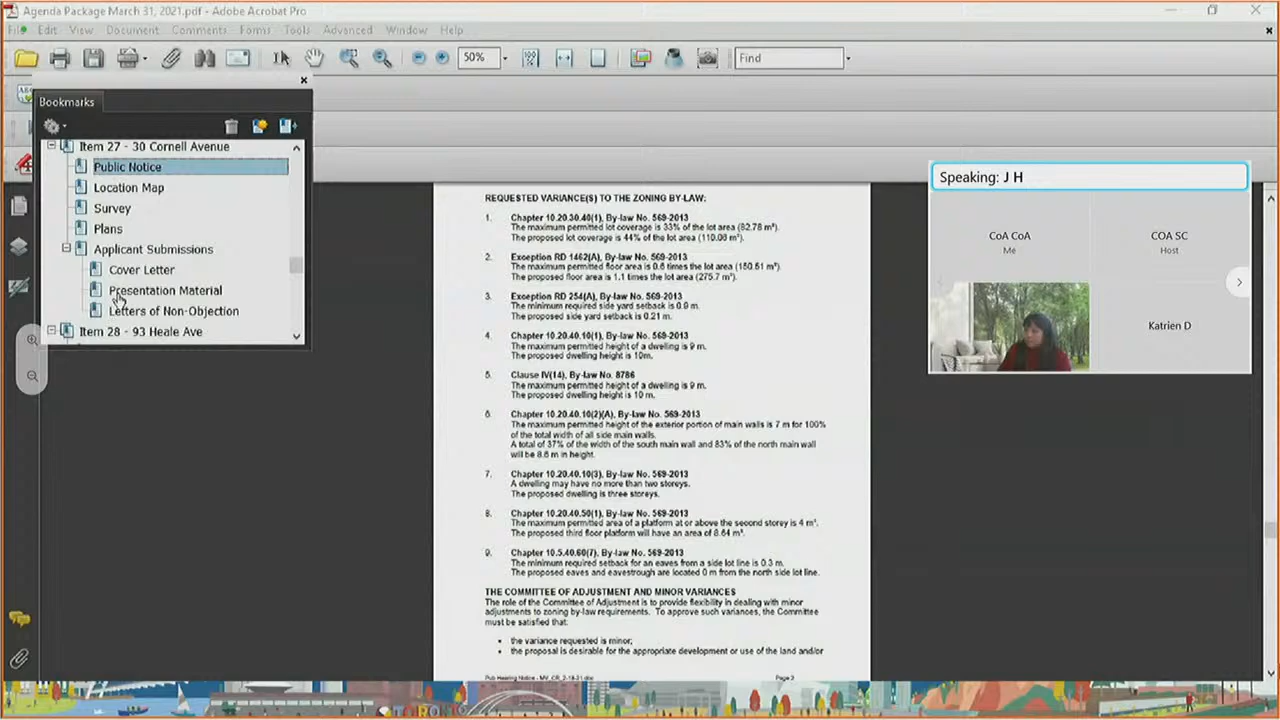 Agenda Package March 31, 2021.pdf - Adobe Acrobat Pro
File Edit View Document Comments Forms Tools Advanced Window Help
50%
Find
Bookmarks
Item 27 - 30 Cornell Avenue
Public Notice
Location Map
Survey
Plans
Applicant Submissions
Cover Letter
Presentation Material
Letters of Non-Objection
Item 28 - 93 Heale Ave
REQUESTED VARIANCE(S) TO THE ZONING BY-LAW:
1. Chapter 10.20.30.40(1), By-law No. 569-2013
The maximum permitted lot coverage is 33% of the lot area (82.78 m²).
The proposed lot coverage is 44% of the lot area (110.06 m²).
2. Exception RD 1462(A), By-law No. 569-2013
The maximum permitted floor area is 0.6 times the lot area (150.51 m²).
The proposed floor area is 1.1 times the lot area (275.7 m²).
3. Exception RD 254(A), By-law No. 569-2013
The minimum required side yard setback is 0.9 m.
The proposed side yard setback is 0.21 m.
4. Chapter 10.20.40.10(1), By-law No. 569-2013
The maximum permitted height of a dwelling is 9 m.
The proposed dwelling height is 10m.
5. Clause IV(14), By-law No. 8786
The maximum permitted height of a dwelling is 9 m.
The proposed dwelling height is 10 m.
6. Chapter 10.20.40.10(2)(A), By-law No. 569-2013
The maximum permitted height of the exterior portion of main walls is 7 m for 100%
of the total width of all side main walls.
A total of 37% of the width of the south main wall and 83% of the north main wall
will be 8.6 m in height.
7. Chapter 10.20.40.10(3), By-law No. 569-2013
A dwelling may have no more than two storeys.
The proposed dwelling is three storeys.
8. Chapter 10.20.40.50(1), By-law No. 569-2013
The maximum permitted area of a platform at or above the second storey is 4 m².
The proposed third floor platform will have an area of 8.64 m².
9. Chapter 10.5.40.60(7), By-law No. 569-2013
The minimum required setback for an eaves from a side lot line is 0.3 m.
The proposed eaves and eavestrough are located 0 m from the north side lot line.
THE COMMITTEE OF ADJUSTMENT AND MINOR VARIANCES
The role of the Committee of Adjustment is to provide flexibility in dealing with minor
adjustments to zoning by-law requirements. To approve such variances, the Committee
must be satisfied that:
• the variance requested is minor;
• the proposal is desirable for the appropriate development or use of the land and/or
Pub Hearing Notice - MV_CR_2-18-21.doc Page 2
Speaking: J H
CoA CoA
Me
COA SC
Host
Katrien D
TORONTO